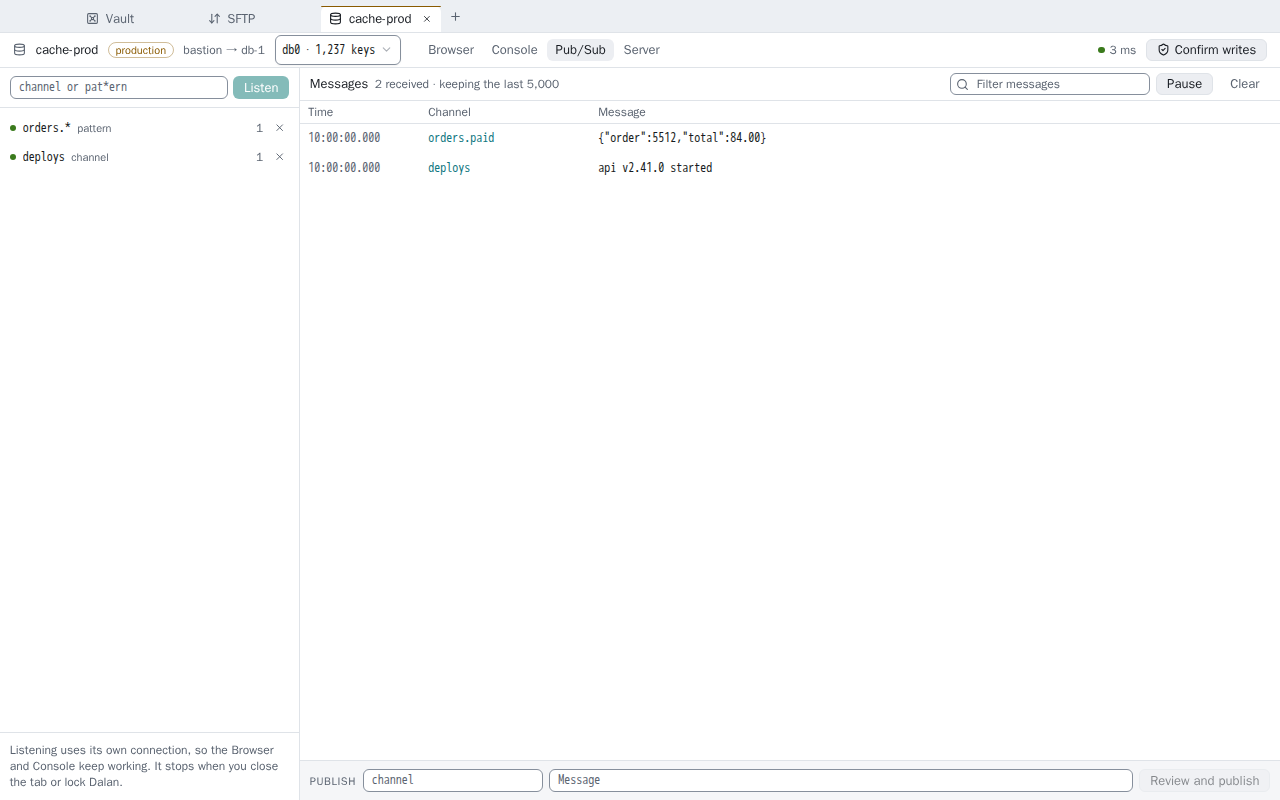 Vault
SFTP
cache-prod
cache-prod
production
bastion → db-1
db0 · 1,237 keys
Browser
Console
Pub/Sub
Server
3 ms
Confirm writes
channel or pat*ern
Listen
orders.* pattern 1
deploys channel 1
Listening uses its own connection, so the Browser
and Console keep working. It stops when you close
the tab or lock Dalan.
Messages 2 received · keeping the last 5,000
Filter messages
Pause
Clear
Time Channel Message
10:00:00.000 orders.paid {"order":5512,"total":84.00}
10:00:00.000 deploys api v2.41.0 started
PUBLISH
channel
Message
Review and publish